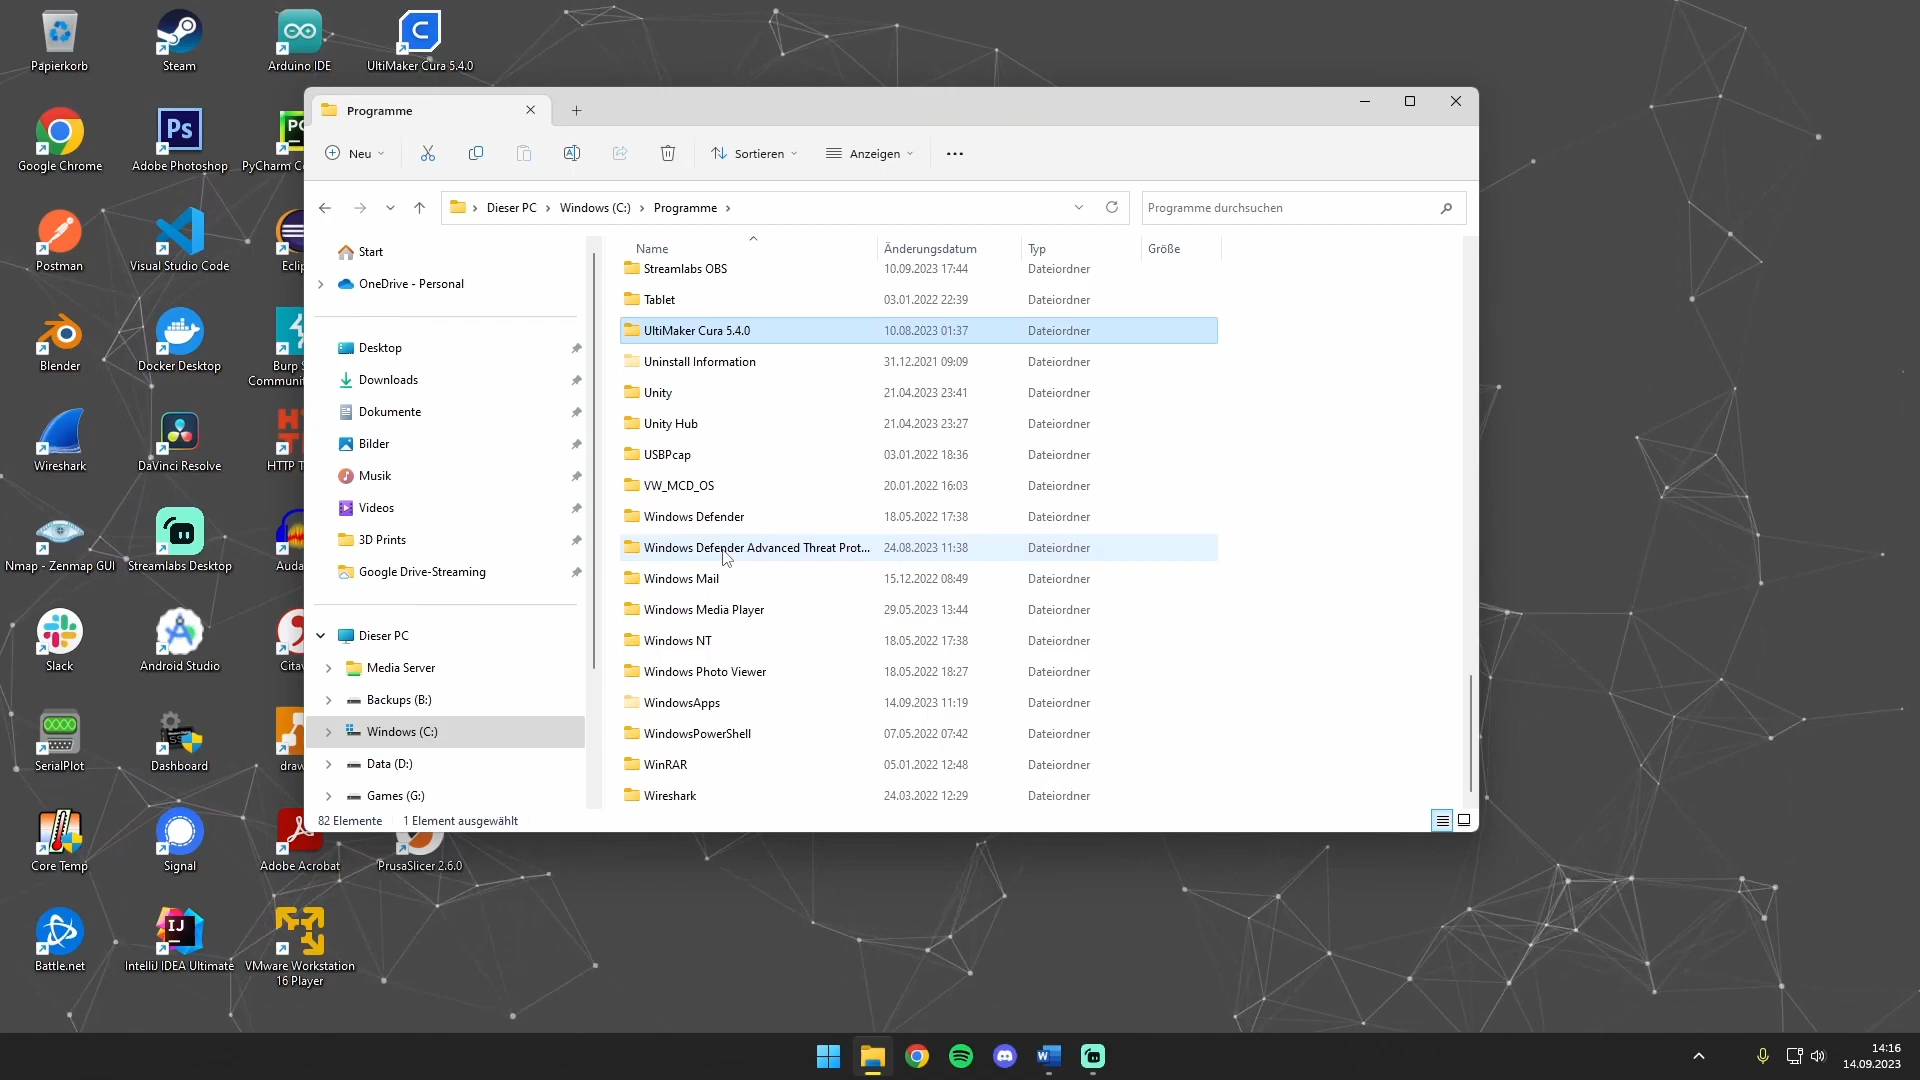 Papierkorb
Steam
Arduino IDE
UltiMaker Cura 5.4.0
Google Chrome
Adobe Photoshop
PyCharm C
Postman
Visual Studio Code
Eclip
Blender
Docker Desktop
Burp S
Communi
Wireshark
DaVinci Resolve
HTTP T
Nmap - Zenmap GUI
Streamlabs Desktop
Auda
Slack
Android Studio
Cita
SerialPlot
Dashboard
draw
Core Temp
Signal
Adobe Acrobat
PrusaSlicer 2.6.0
Battle.net
IntelliJ IDEA Ultimate
VMware Workstation
16 Player
Programme
Neu
Sortieren
Anzeigen
Dieser PC
Windows (C:)
Programme
Programme durchsuchen
Start
OneDrive - Personal
Desktop
Downloads
Dokumente
Bilder
Musik
Videos
3D Prints
Google Drive-Streaming
Dieser PC
Media Server
Backups (B:)
Windows (C:)
Data (D:)
Games (G:)
Name Änderungsdatum Typ Größe
Streamlabs OBS 10.09.2023 17:44 Dateiordner
Tablet 03.01.2022 22:39 Dateiordner
UltiMaker Cura 5.4.0 10.08.2023 01:37 Dateiordner
Uninstall Information 31.12.2021 09:09 Dateiordner
Unity 21.04.2023 23:41 Dateiordner
Unity Hub 21.04.2023 23:27 Dateiordner
USBPcap 03.01.2022 18:36 Dateiordner
VW_MCD_OS 20.01.2022 16:03 Dateiordner
Windows Defender 18.05.2022 17:38 Dateiordner
Windows Defender Advanced Threat Prot... 24.08.2023 11:38 Dateiordner
Windows Mail 15.12.2022 08:49 Dateiordner
Windows Media Player 29.05.2023 13:44 Dateiordner
Windows NT 18.05.2022 17:38 Dateiordner
Windows Photo Viewer 18.05.2022 18:27 Dateiordner
WindowsApps 14.09.2023 11:19 Dateiordner
WindowsPowerShell 07.05.2022 07:42 Dateiordner
WinRAR 05.01.2022 12:48 Dateiordner
Wireshark 24.03.2022 12:29 Dateiordner
82 Elemente 1 Element ausgewählt
14:16
14.09.2023